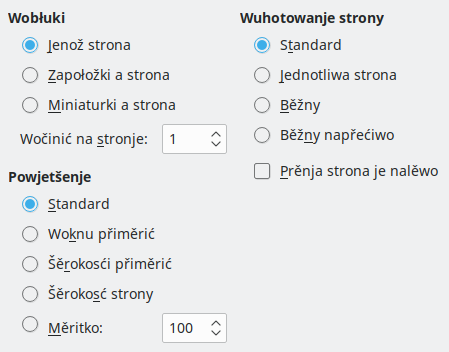 Wobłuki
Jenož strona
Zapołožki a strona
Miniaturki a strona
Wočinić na stronje: 1
Powjetšenje
Standard
Woknu přiměrić
Šěrokosći přiměrić
Šěrokosć strony
Měritko: 100
Wuhotowanje strony
Standard
Jednotliwa strona
Běžny
Běžny napřećiwo
Prěnja strona je nalěwo